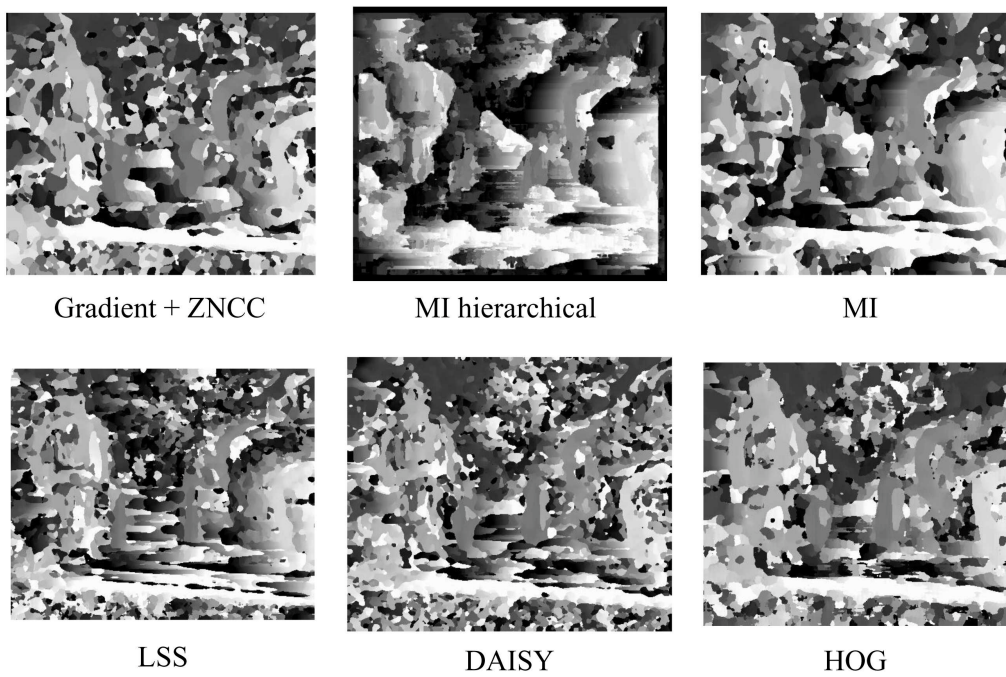 Gradient + ZNCC
MI hierarchical
MI
LSS
DAISY
HOG